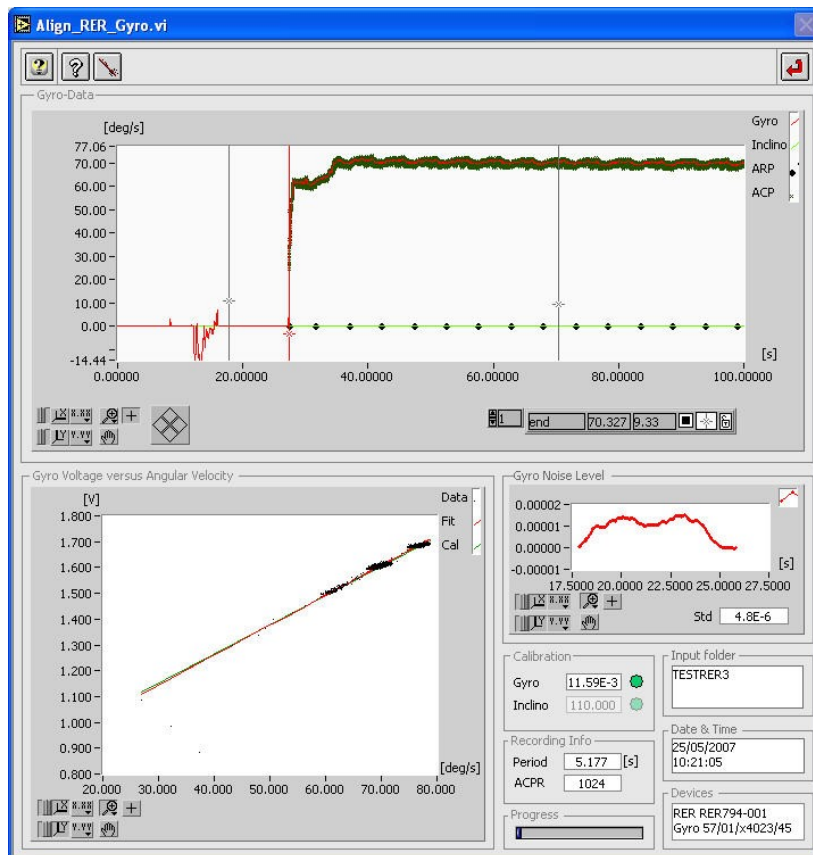 Align_RER_Gyro.vi
Gyro-Data
[deg/s]
77.06
70.00
60.00
50.00
40.00
30.00
20.00
10.00
0.00
-14.44
0.00000 20.00000 40.00000 60.00000 80.00000 100.00000
[s]
Gyro
Inclino
ARP
ACP
X X.XX
Y Y.YY
1 end 70.327 9.33
Gyro Voltage versus Angular Velocity
[V]
1.800
1.700
1.600
1.500
1.400
1.300
1.200
1.100
1.000
0.900
0.800
20.000 30.000 40.000 50.000 60.000 70.000 80.000
[deg/s]
Data
Fit
Cal
X X.XX
Y Y.YY
Gyro Noise Level
0.00002
0.00001
0.00000
-0.00001
17.5000 20.0000 22.5000 25.0000 27.5000
[s]
X X.XX
Y Y.YY
Std 4.8E-6
Calibration
Gyro 11.59E-3
Inclino 110.000
Recording Info
Period 5.177 [s]
ACPR 1024
Progress
Input folder
TESTRER3
Date & Time
25/05/2007
10:21:05
Devices
RER RER794-001
Gyro 57/01/x4023/45